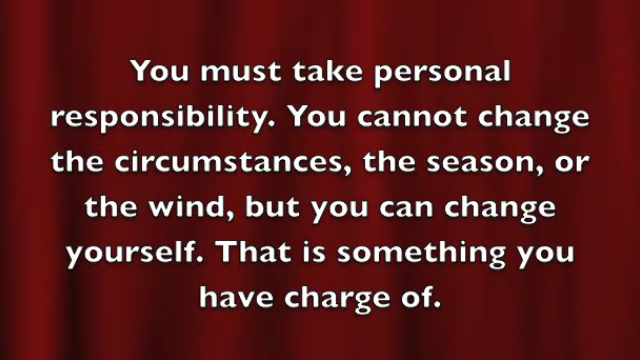 You must take personal
responsibility. You cannot change
the circumstances, the season, or
the wind, but you can change
yourself. That is something you
have charge of.